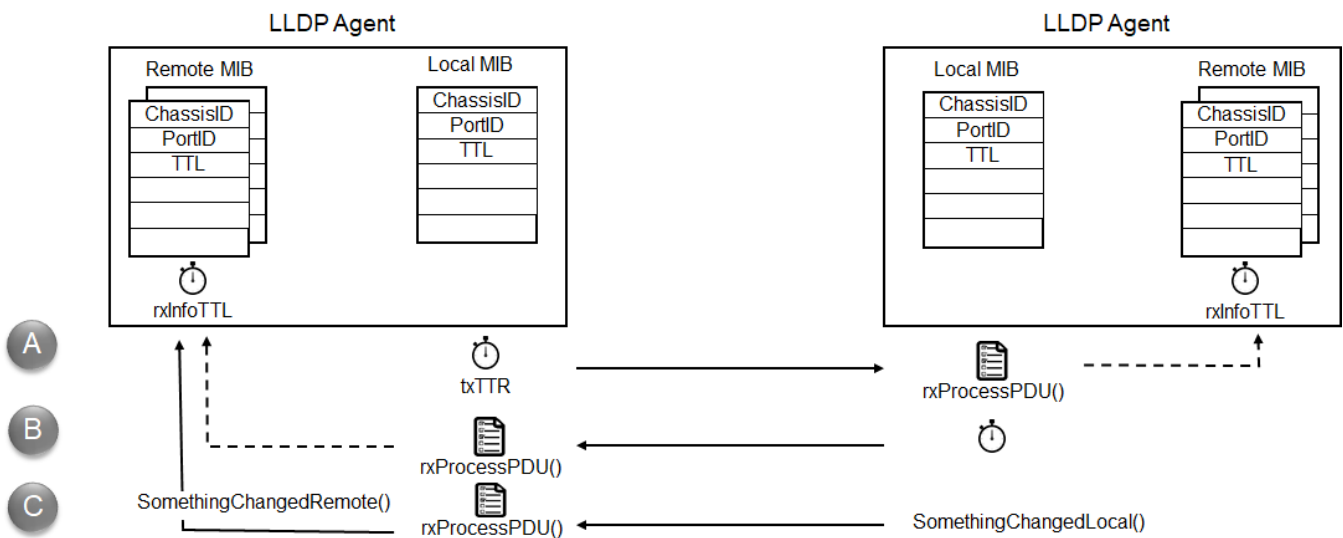 LLDP Agent
LLDP Agent
Remote MIB
Local MIB
ChassisID
PortID
TTL
ChassisID
PortID
TTL
rxInfoTTL
Local MIB
Remote MIB
ChassisID
PortID
TTL
ChassisID
PortID
TTL
rxInfoTTL
A
txTTR
rxProcessPDU()
B
rxProcessPDU()
C
SomethingChangedRemote()
rxProcessPDU()
SomethingChangedLocal()